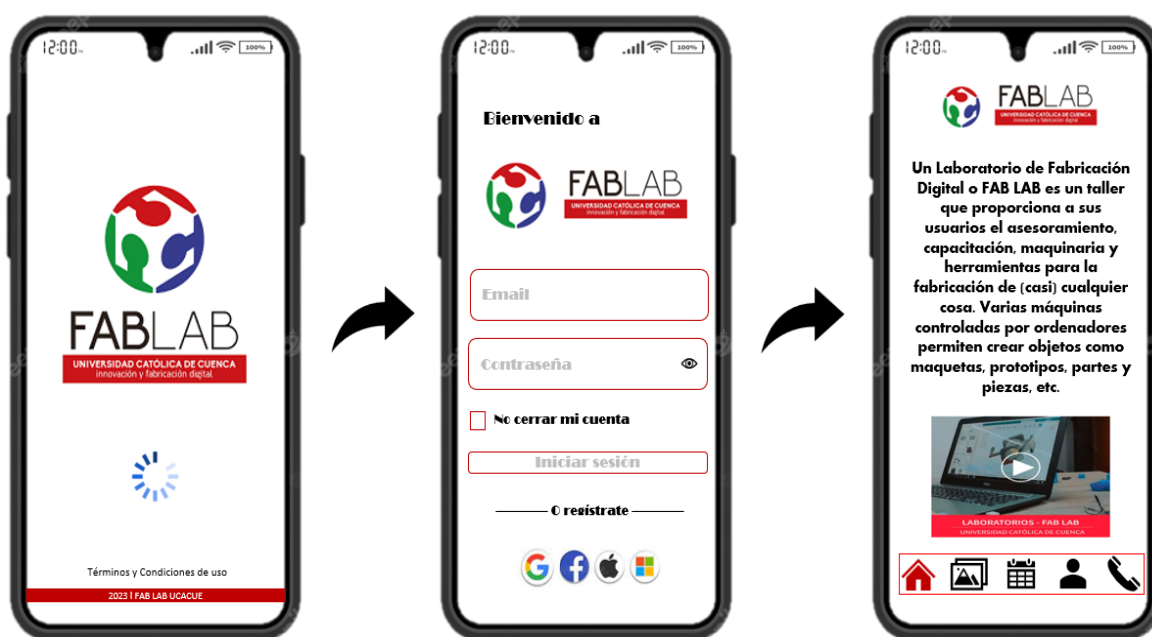 12:00
100%
FABLAB
UNIVERSIDAD CATÓLICA DE CUENCA
innovación y fabricación digital
Términos y Condiciones de uso
2023 | FAB LAB UCACUE
12:00
100%
Bienvenido a
FABLAB
UNIVERSIDAD CATÓLICA DE CUENCA
innovación y fabricación digital
Email
Contraseña
No cerrar mi cuenta
Iniciar sesión
O regístrate
12:00
100%
FABLAB
UNIVERSIDAD CATÓLICA DE CUENCA
innovación y fabricación digital
Un Laboratorio de Fabricación
Digital o FAB LAB es un taller
que proporciona a sus
usuarios el asesoramiento,
capacitación, maquinaria y
herramientas para la
fabricación de (casi) cualquier
cosa. Varias máquinas
controladas por ordenadores
permiten crear objetos como
maquetas, prototipos, partes y
piezas, etc.
LABORATORIOS - FAB LAB
UNIVERSIDAD CATÓLICA DE CUENCA